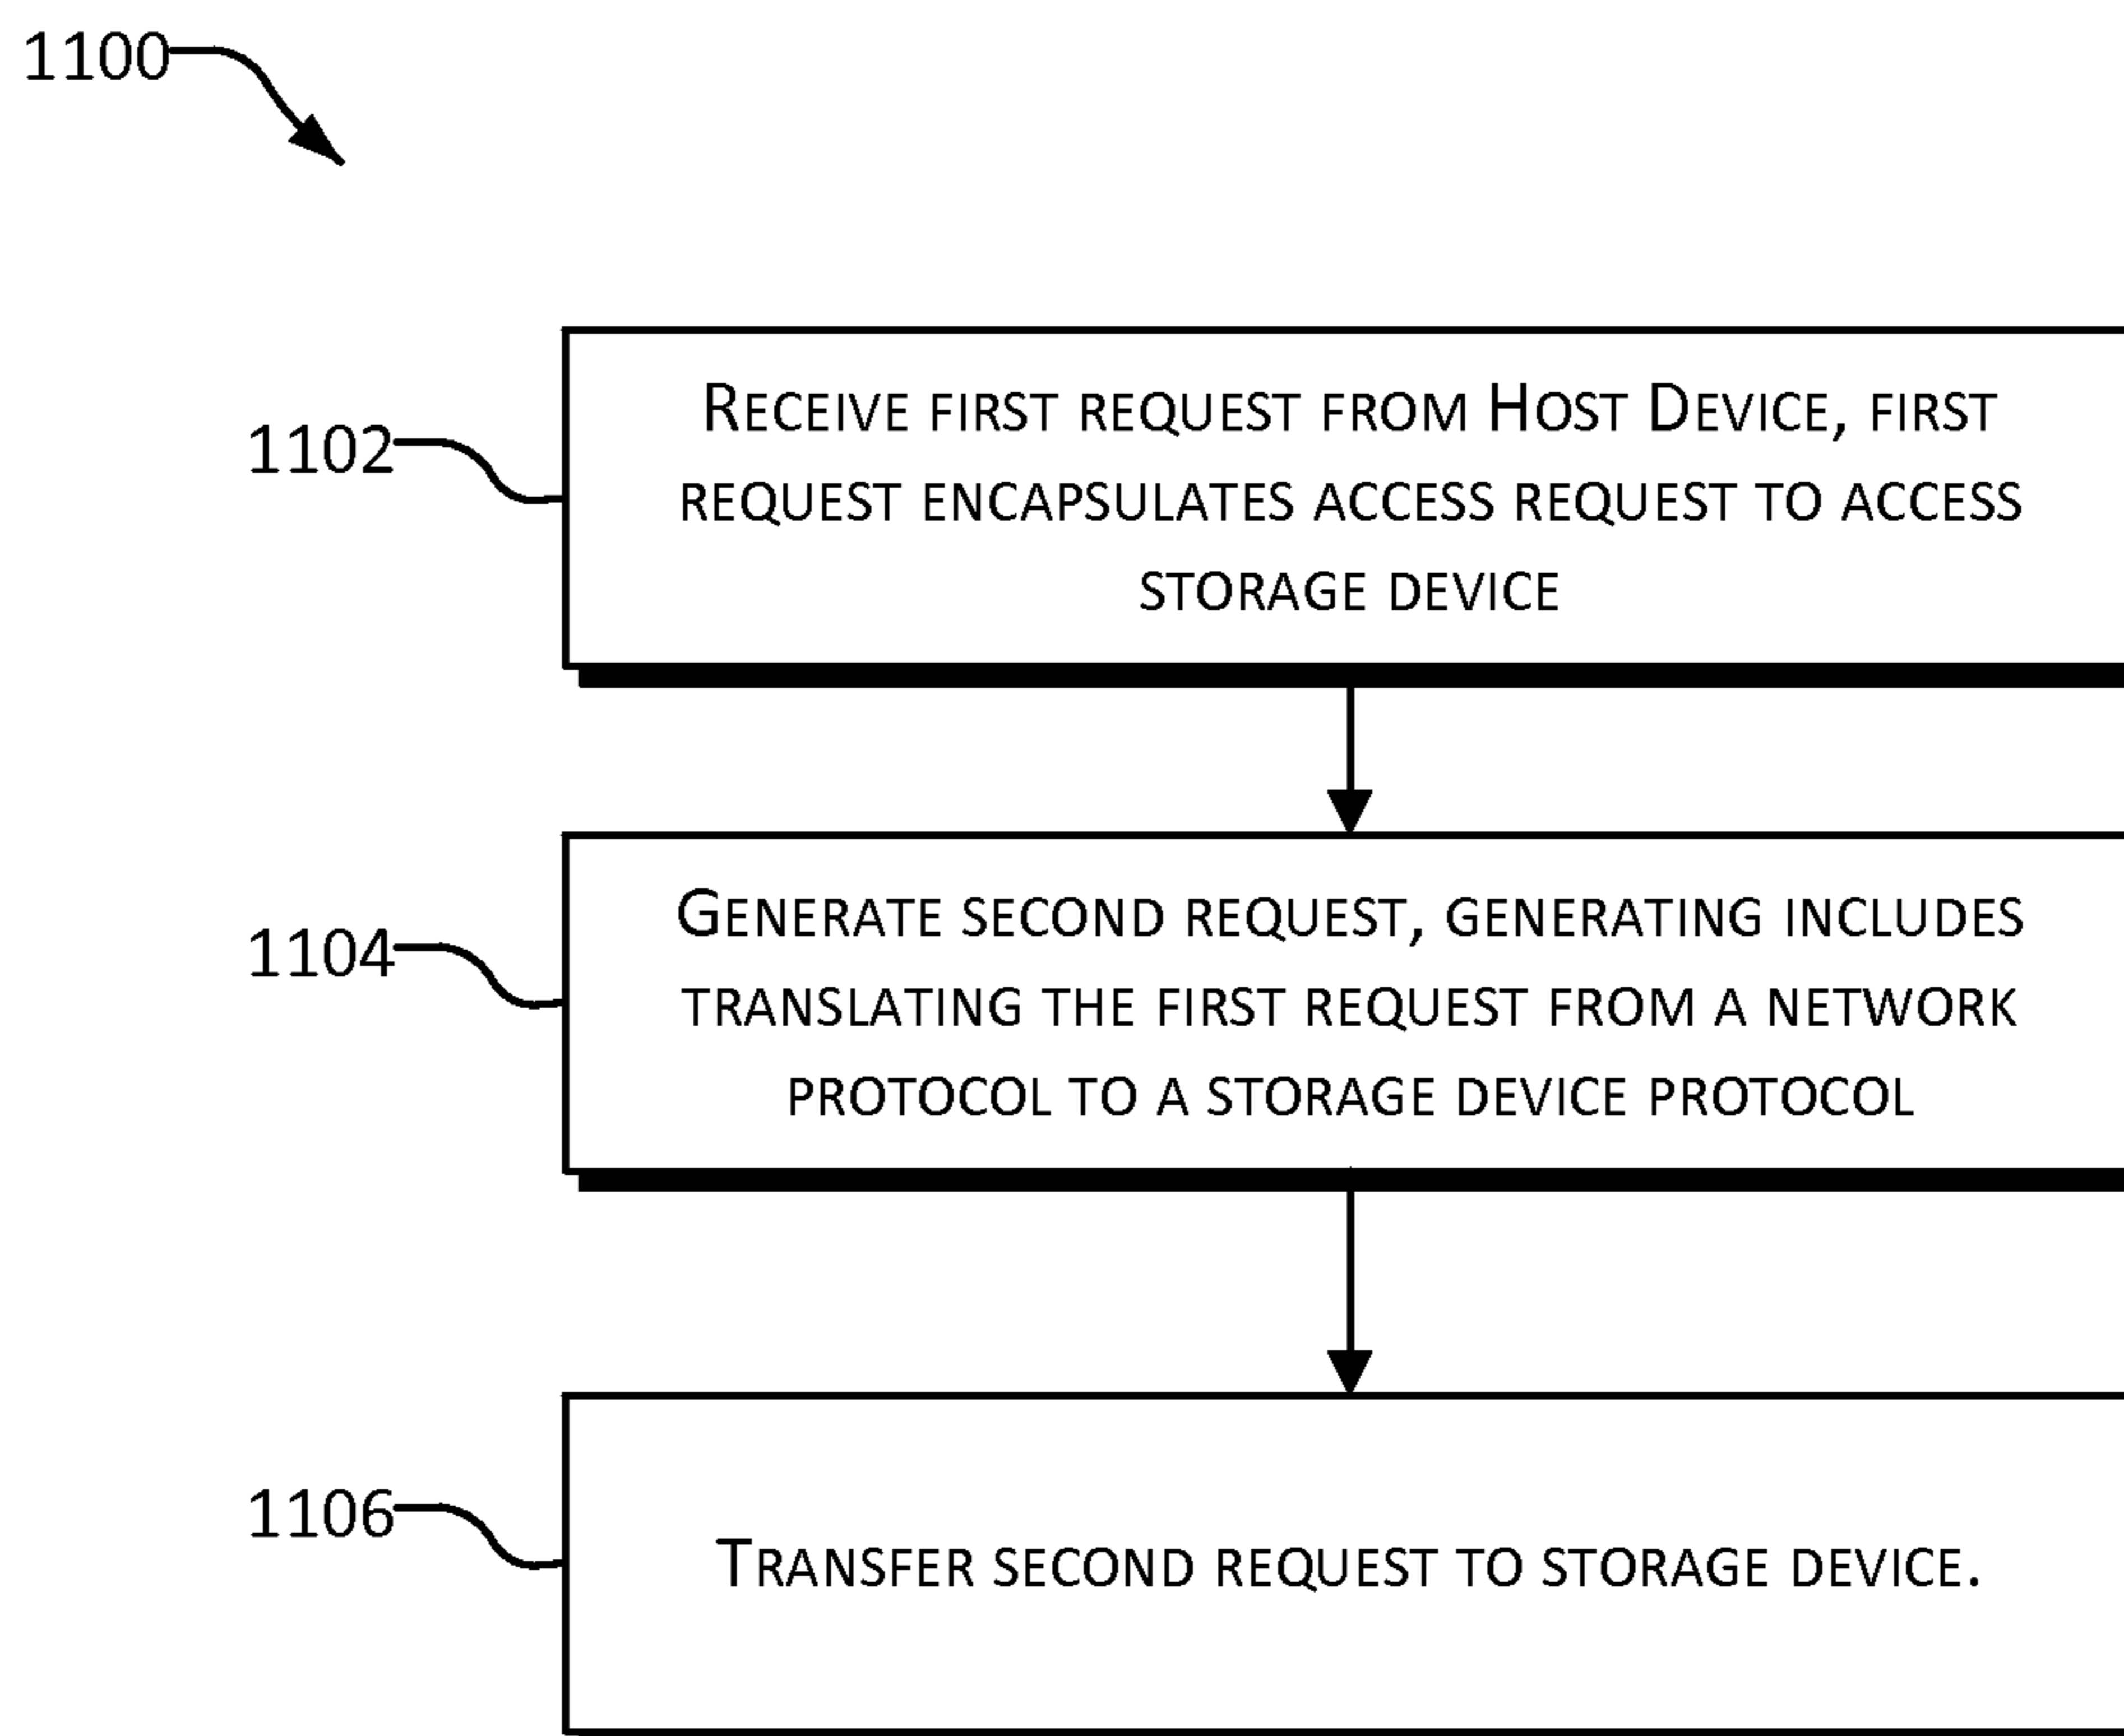 1100
1102
Receive first request from Host Device, first
request encapsulates access request to access
storage device
1104
Generate second request, generating includes
translating the first request from a network
protocol to a storage device protocol
1106
Transfer second request to storage device.